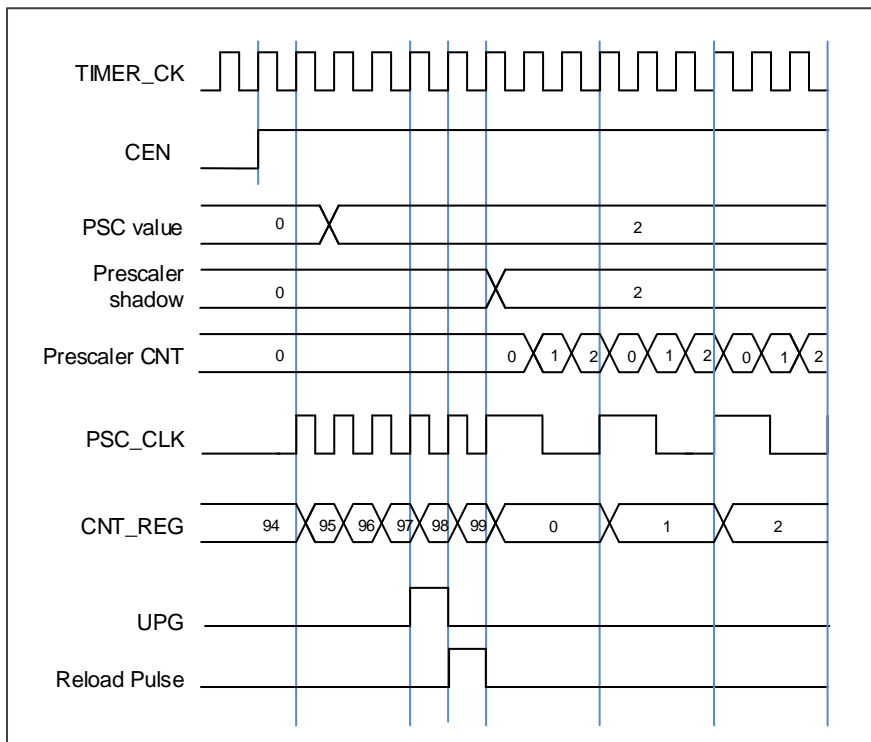 TIMER_CK
CEN
PSC value 0 2
Prescaler
shadow 0 2
Prescaler CNT 0 0 1 2 0 1 2 0 1 2
PSC_CLK
CNT_REG 94 95 96 97 98 99 0 1 2
UPG
Reload Pulse